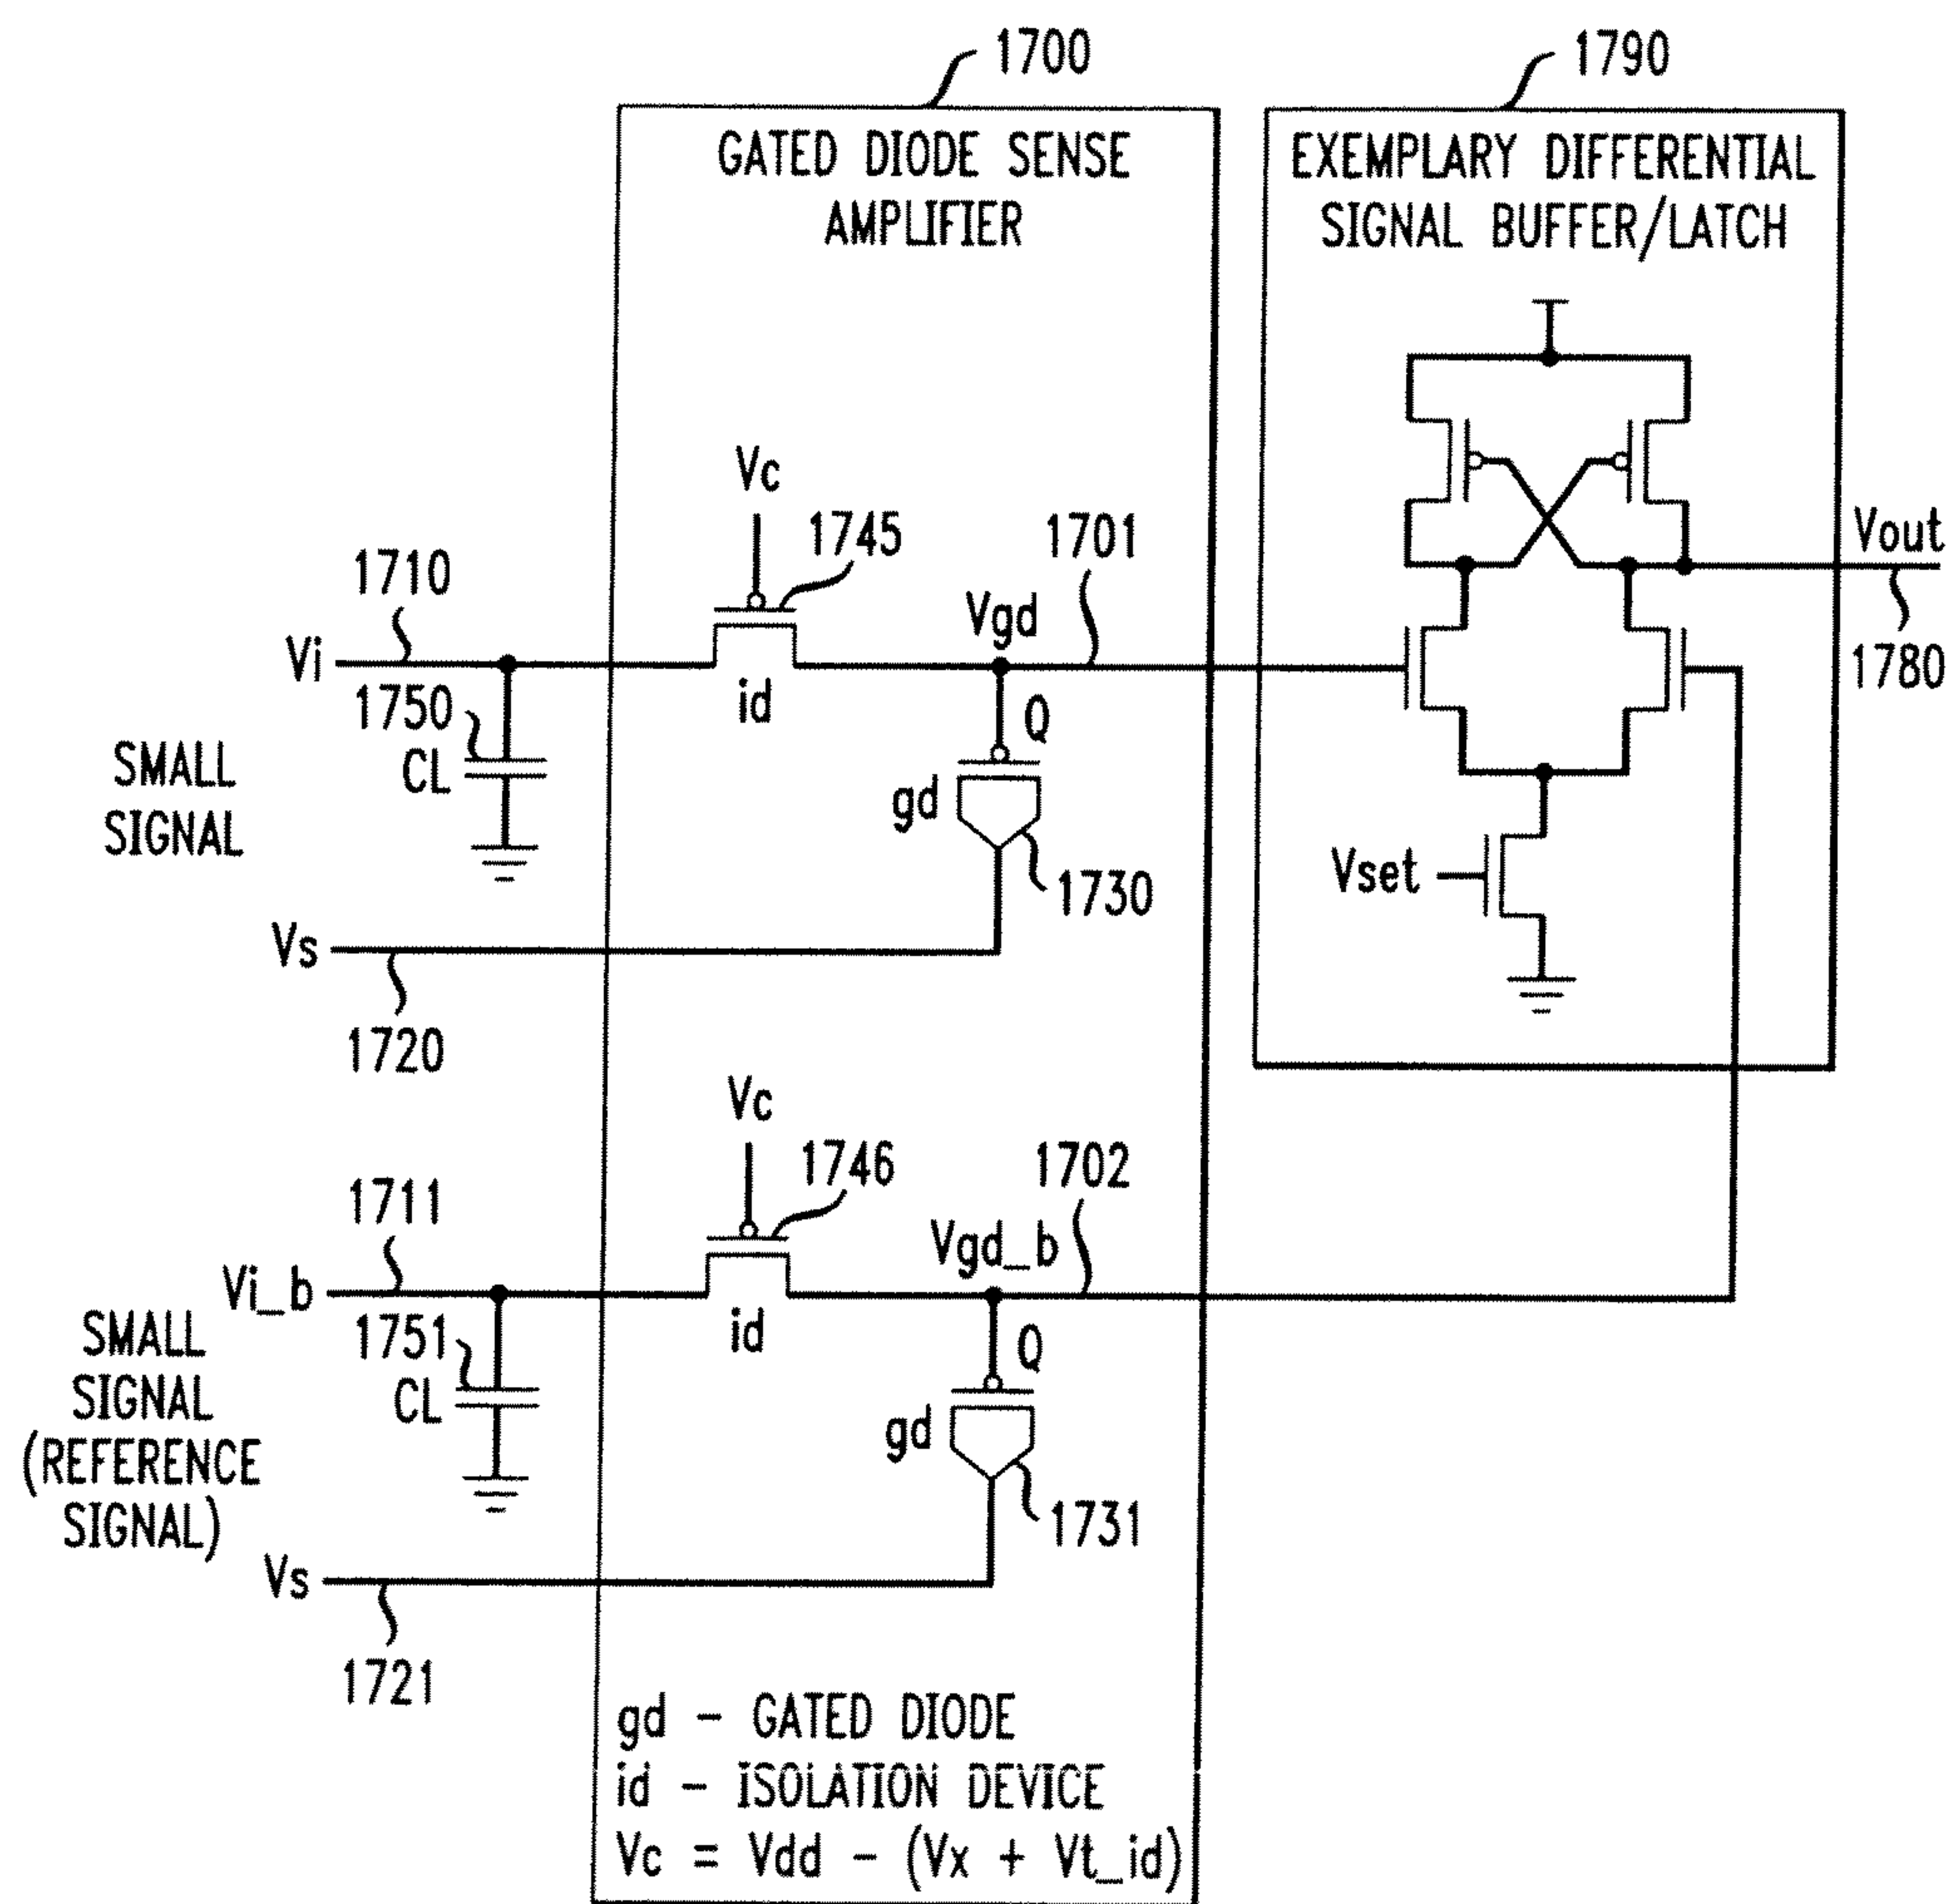 1700
1790
GATED DIODE SENSE
AMPLIFIER
EXEMPLARY DIFFERENTIAL
SIGNAL BUFFER/LATCH
Vc
1745
1701
Vout
1710
Vi
Vgd
1780
1750
CL
id
Q
SMALL
SIGNAL
gd
1730
Vset
Vs
1720
Vc
1746
1702
1711
Vi_b
Vgd_b
SMALL
SIGNAL
(REFERENCE
SIGNAL)
1751
CL
id
Q
gd
1731
Vs
1721
gd - GATED DIODE
id - ISOLATION DEVICE
Vc = Vdd - (Vx + Vt_id)